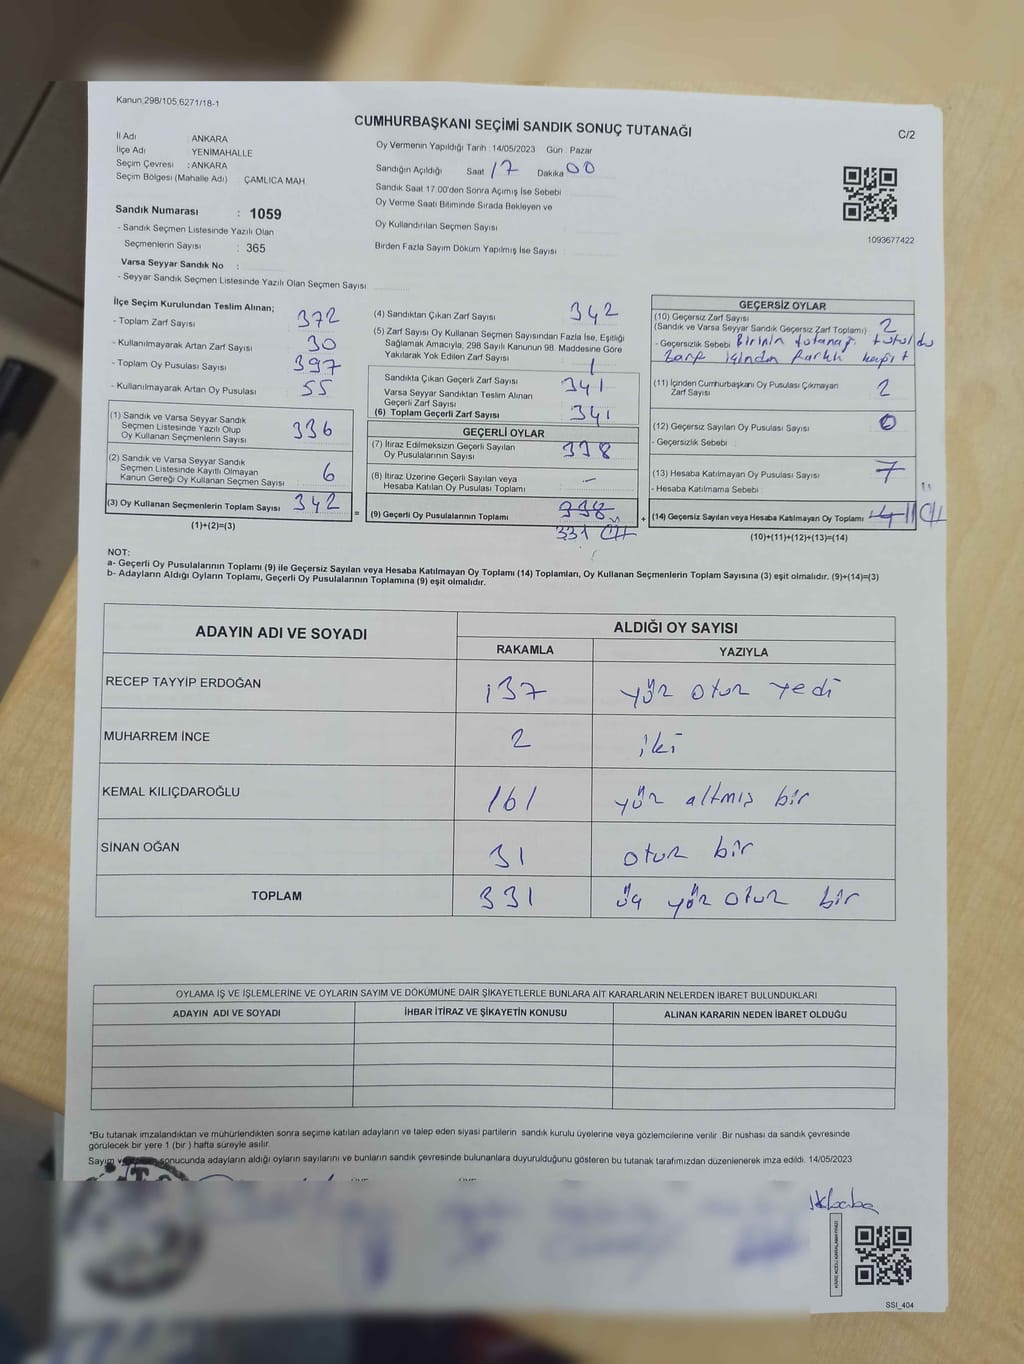 Kanun,298/105;6271/18-1
CUMHURBAŞKANI SEÇİMİ SANDIK SONUÇ TUTANAĞI
C/2
İl Adı : ANKARA
İlçe Adı : YENİMAHALLE
Seçim Çevresi : ANKARA
Seçim Bölgesi (Mahalle Adı) : ÇAMLICA MAH
Sandık Numarası : 1059
- Sandık Seçmen Listesinde Yazılı Olan
Seçmenlerin Sayısı : 365
Varsa Seyyar Sandık No :
- Seyyar Sandık Seçmen Listesinde Yazılı Olan Seçmen Sayısı:
Oy Vermenin Yapıldığı Tarih : 14/05/2023 Gün : Pazar
Sandığın Açıldığı Saat 17 Dakika 00
Sandık Saat 17.00'den Sonra Açımış İse Sebebi
Oy Verme Saati Bitiminde Sırada Bekleyen ve
Oy Kullandırılan Seçmen Sayısı
Birden Fazla Sayım Döküm Yapılmış İse Sayısı :
1093677422
İlçe Seçim Kurulundan Teslim Alınan;
- Toplam Zarf Sayısı 372
- Kullanılmayarak Artan Zarf Sayısı 30
- Toplam Oy Pusulası Sayısı 397
- Kullanılmayarak Artan Oy Pusulası 55
(1) Sandık ve Varsa Seyyar Sandık
Seçmen Listesinde Yazılı Olup
Oy Kullanan Seçmenlerin Sayısı 336
(2) Sandık ve Varsa Seyyar Sandık
Seçmen Listesinde Kayıtlı Olmayan
Kanun Gereği Oy Kullanan Seçmen Sayısı 6
(3) Oy Kullanan Seçmenlerin Toplam Sayısı 342
(1)+(2)=(3)
=
(4) Sandıktan Çıkan Zarf Sayısı 342
(5) Zarf Sayısı Oy Kullanan Seçmen Sayısından Fazla İse, Eşitliği
Sağlamak Amacıyla, 298 Sayılı Kanunun 98. Maddesine Göre
Yakılarak Yok Edilen Zarf Sayısı 1
Sandıkta Çıkan Geçerli Zarf Sayısı 341
Varsa Seyyar Sandıktan Teslim Alınan
Geçerli Zarf Sayısı
(6) Toplam Geçerli Zarf Sayısı 341
GEÇERLİ OYLAR
(7) İtiraz Edilmeksizin Geçerli Sayılan
Oy Pusulalarının Sayısı 338
(8) İtiraz Üzerine Geçerli Sayılan veya
Hesaba Katılan Oy Pusulası Toplamı -
(9) Geçerli Oy Pusulalarının Toplamı 338
331
+
GEÇERSİZ OYLAR
(10) Geçersiz Zarf Sayısı
(Sandık ve Varsa Seyyar Sandık Geçersiz Zarf Toplamı) 2
- Geçersizlik Sebebi Birinin tutanağı tutuldu
zarf içinden farklı kağıt
(11) İçinden Cumhurbaşkanı Oy Pusulası Çıkmayan
Zarf Sayısı 2
(12) Geçersiz Sayılan Oy Pusulası Sayısı 0
- Geçersizlik Sebebi :
(13) Hesaba Katılmayan Oy Pusulası Sayısı 7
- Hesaba Katılmama Sebebi :
(14) Geçersiz Sayılan veya Hesaba Katılmayan Oy Toplamı 4 11
(10)+(11)+(12)+(13)=(14)
NOT:
a- Geçerli Oy Pusulalarının Toplamı (9) ile Geçersiz Sayılan veya Hesaba Katılmayan Oy Toplamı (14) Toplamları, Oy Kullanan Seçmenlerin Toplam Sayısına (3) eşit olmalıdır. (9)+(14)=(3)
b- Adayların Aldığı Oyların Toplamı, Geçerli Oy Pusulalarının Toplamına (9) eşit olmalıdır.
ADAYIN ADI VE SOYADI ALDIĞI OY SAYISI
RAKAMLA YAZIYLA
RECEP TAYYİP ERDOĞAN 137 yüz otuz yedi
MUHARREM İNCE 2 iki
KEMAL KILIÇDAROĞLU 161 yüz altmış bir
SİNAN OĞAN 31 otuz bir
TOPLAM 331 üç yüz otuz bir
OYLAMA İŞ VE İŞLEMLERİNE VE OYLARIN SAYIM VE DÖKÜMÜNE DAİR ŞİKAYETLERLE BUNLARA AİT KARARLARIN NELERDEN İBARET BULUNDUKLARI
ADAYIN ADI VE SOYADI İHBAR İTİRAZ VE ŞİKAYETİN KONUSU ALINAN KARARIN NEDEN İBARET OLDUĞU
*Bu tutanak imzalandıktan ve mühürlendikten sonra seçime katılan adayların ve talep eden siyasi partilerin sandık kurulu üyelerine veya gözlemcilerine verilir. Bir nüshası da sandık çevresinde
görülecek bir yere 1 (bir ) hafta süreyle asılır.
Sayım sonucunda adayların aldığı oyların sayılarını ve bunların sandık çevresinde bulunanlara duyurulduğunu gösteren bu tutanak tarafımızdan düzenlenerek imza edildi. 14/05/2023
SSI_404